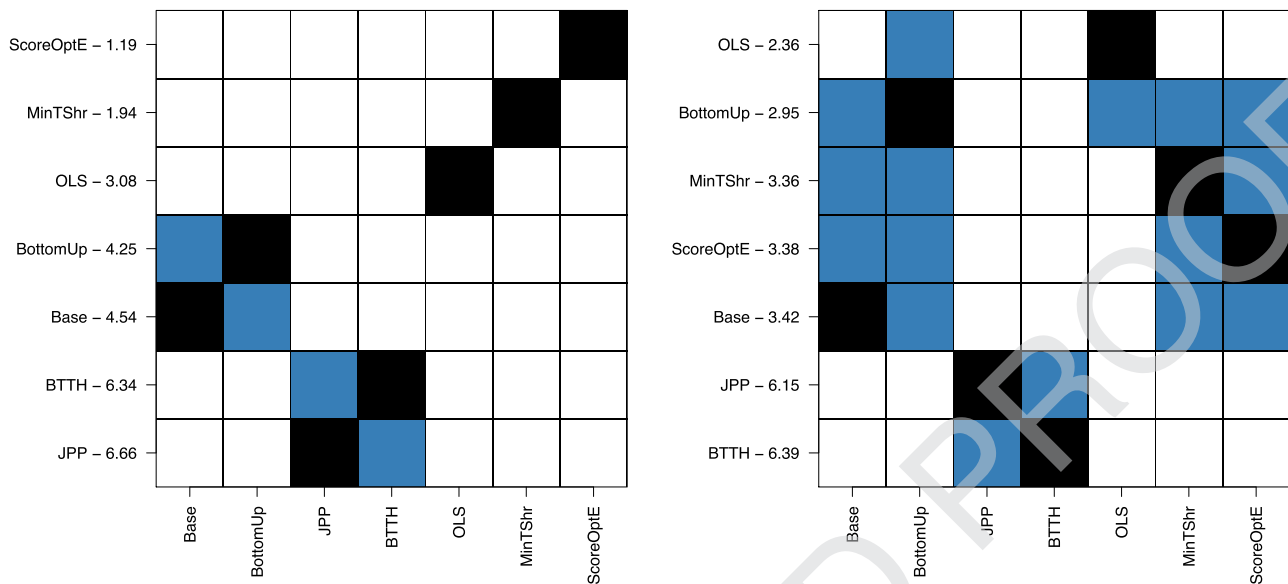 ScoreOptE − 1.19
MinTShr − 1.94
OLS − 3.08
BottomUp − 4.25
Base − 4.54
BTTH − 6.34
JPP − 6.66
Base
BottomUp
JPP
BTTH
OLS
MinTShr
ScoreOptE
OLS − 2.36
BottomUp − 2.95
MinTShr − 3.36
ScoreOptE − 3.38
Base − 3.42
JPP − 6.15
BTTH − 6.39
Base
BottomUp
JPP
BTTH
OLS
MinTShr
ScoreOptE